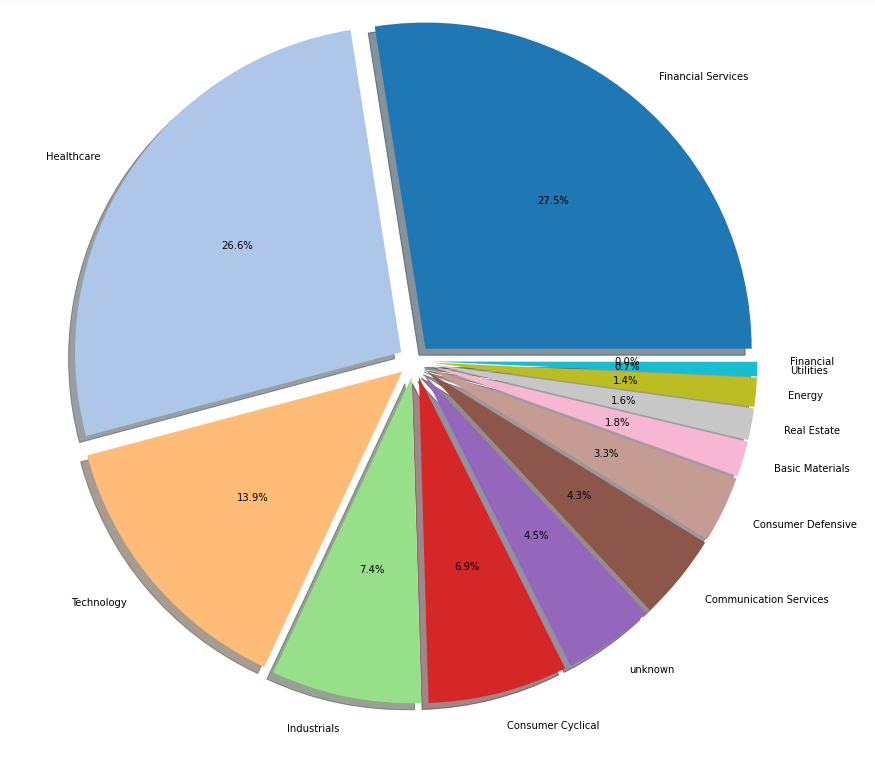 Financial Services
27.5%
Healthcare
26.6%
0.0%
Financial
0.7%
Utilities
1.4%
Energy
1.6%
Real Estate
1.8%
Basic Materials
3.3%
Consumer Defensive
4.3%
Communication Services
4.5%
unknown
6.9%
Consumer Cyclical
7.4%
Industrials
13.9%
Technology